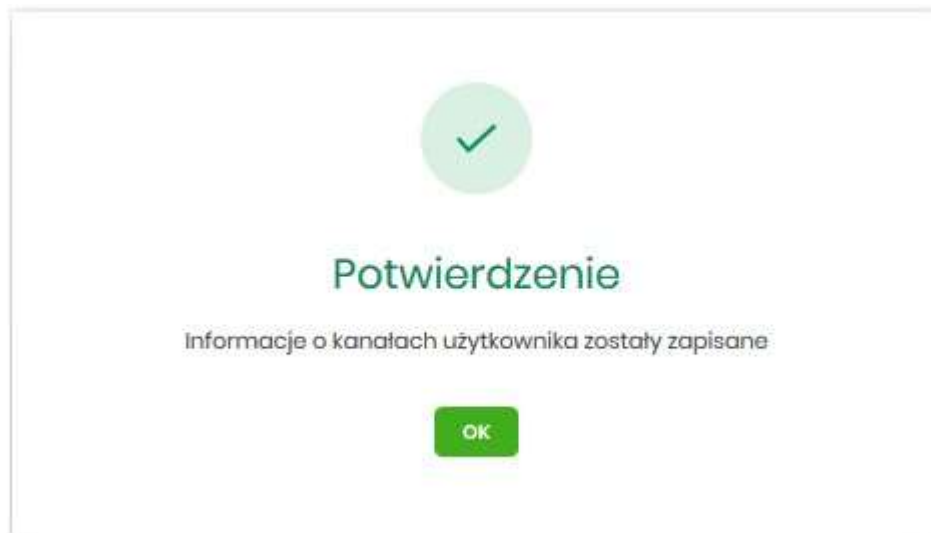 Potwierdzenie
Informacje o kanałach użytkownika zostały zapisane
OK